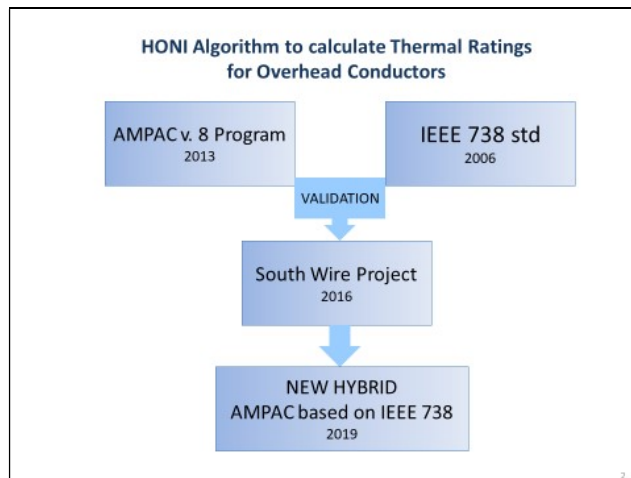 HONI Algorithm to calculate Thermal Ratings
for Overhead Conductors
AMPAC v. 8 Program
2013
IEEE 738 std
2006
VALIDATION
South Wire Project
2016
NEW HYBRID
AMPAC based on IEEE 738
2019
2